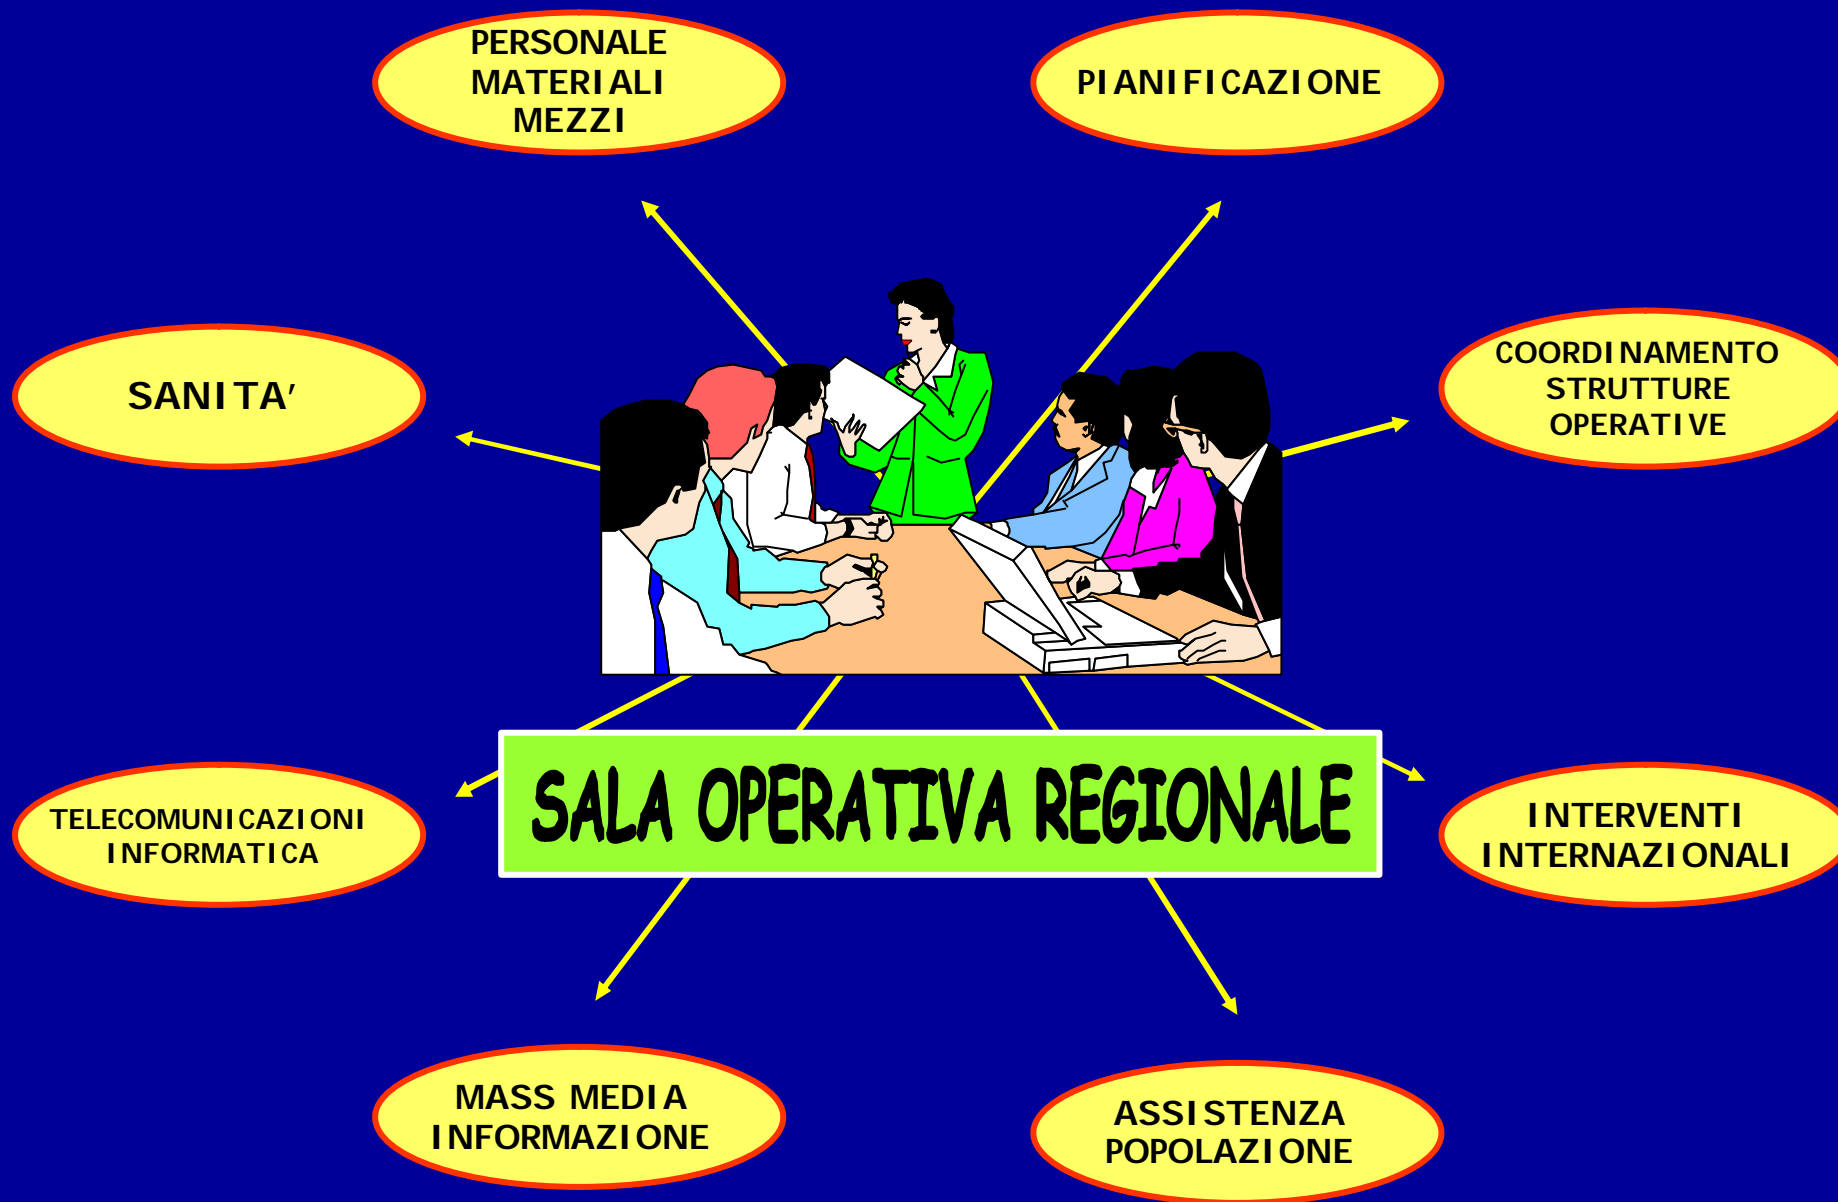 PERSONALE
MATERIALI
MEZZI
PIANIFICAZIONE
SANITA’
COORDINAMENTO
STRUTTURE
OPERATIVE
TELECOMUNICAZIONI
INFORMATICA
SALA OPERATIVA REGIONALE
INTERVENTI
INTERNAZIONALI
MASS MEDIA
INFORMAZIONE
ASSISTENZA
POPOLAZIONE